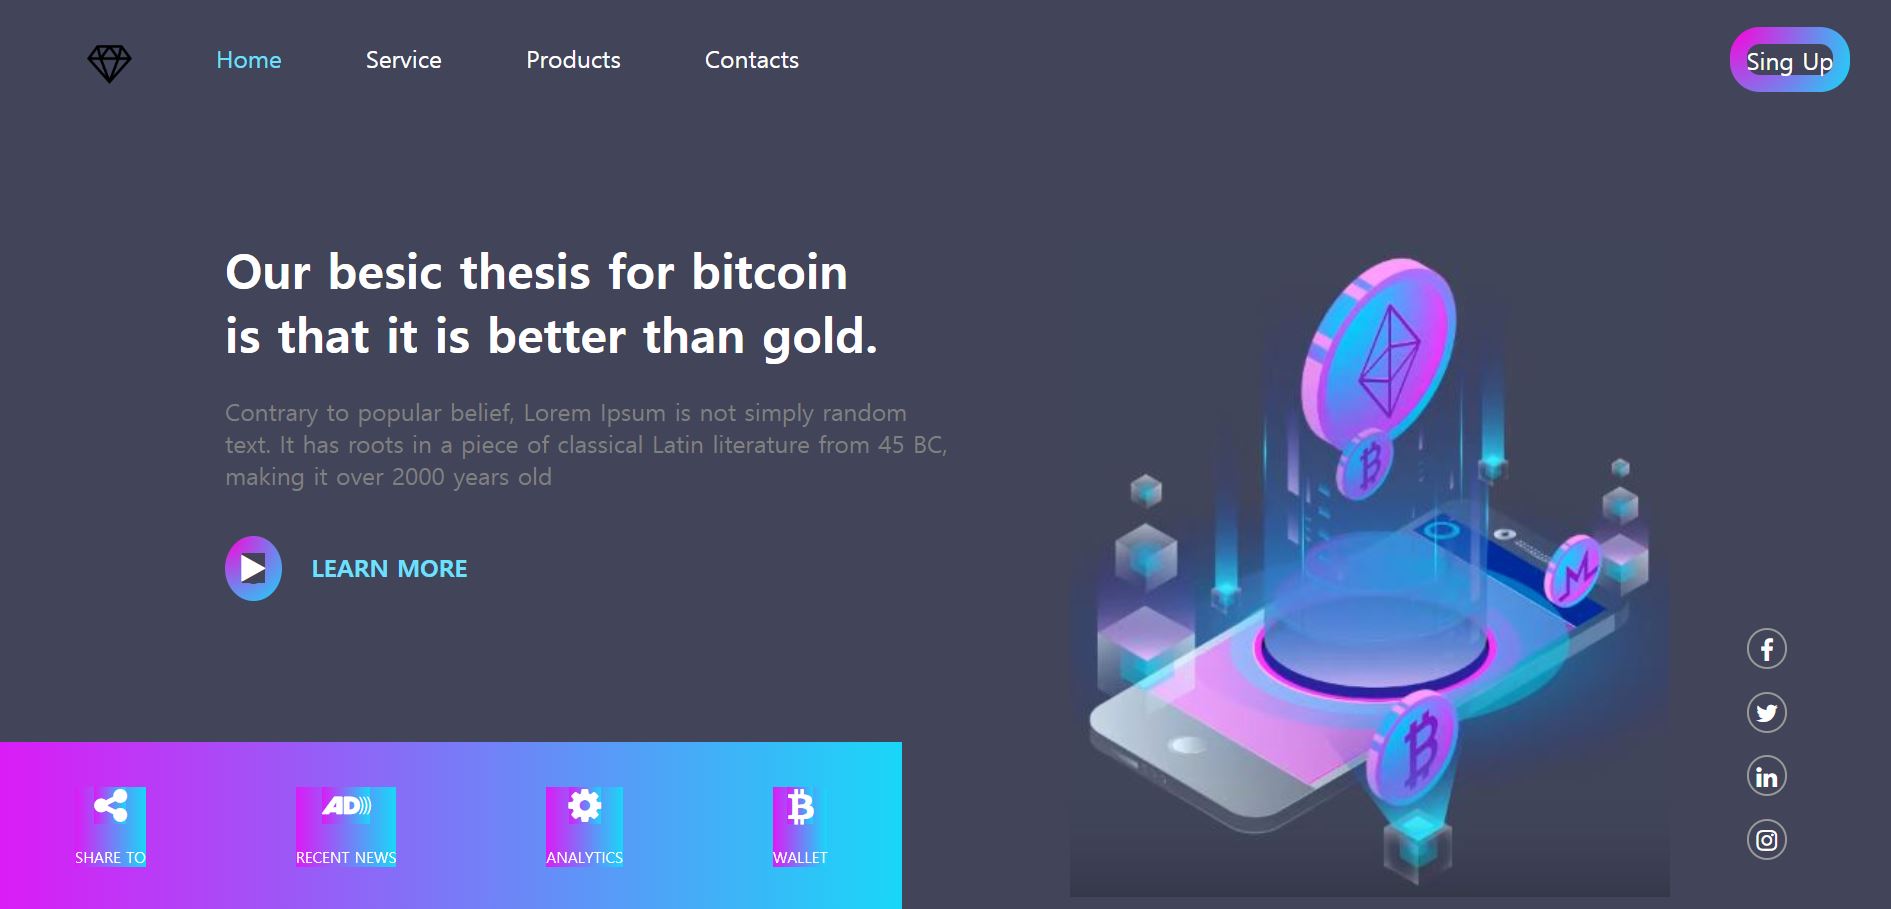 Home
Service
Products
Contacts
Sing Up
Our besic thesis for bitcoin
is that it is better than gold.
Contrary to popular belief, Lorem Ipsum is not simply random
text. It has roots in a piece of classical Latin literature from 45 BC,
making it over 2000 years old
LEARN MORE
AD
SHARE TO
RECENT NEWS
ANALYTICS
WALLET